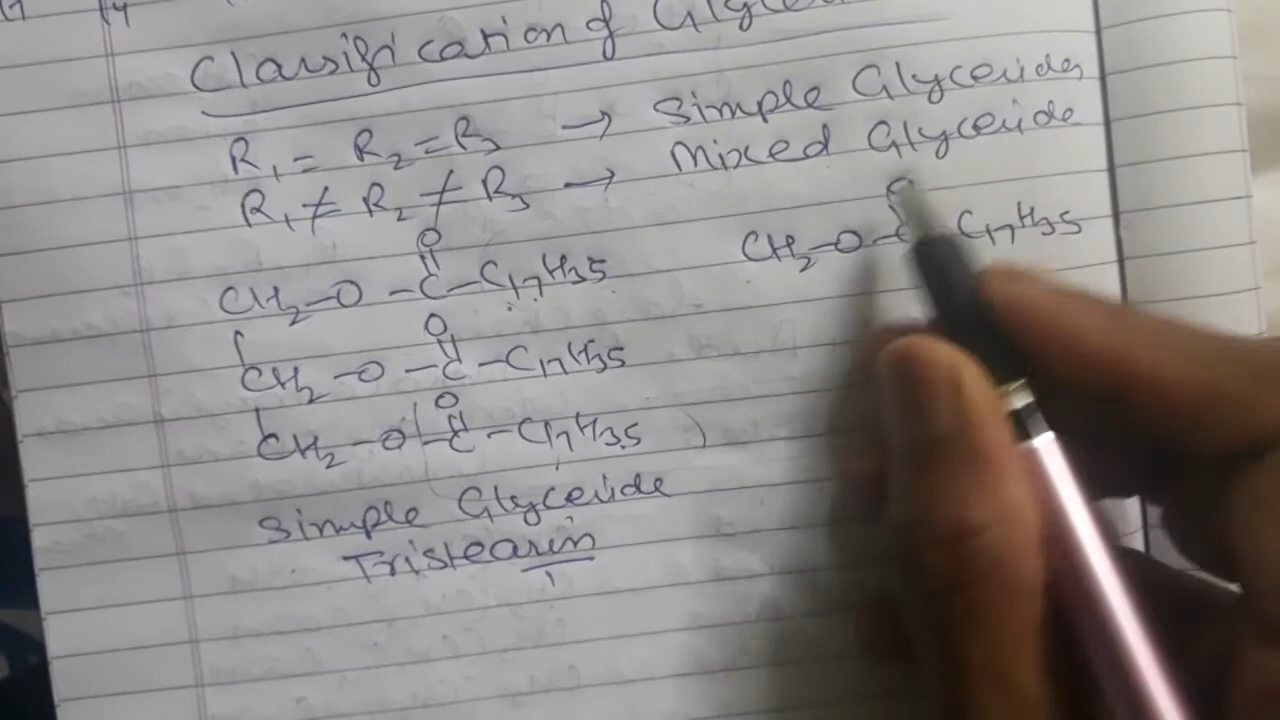 Classification of
R1 = R2 = R3 → Simple Glycerides
R1 ≠ R2 ≠ R3 → Mixed Glyceride
O
CH2-O-C-C17H35
O
CH2-O-C-C17H35
O
CH2-O-C-C17H35
Simple Glyceride
Tristearin
CH2-O-C C17H35